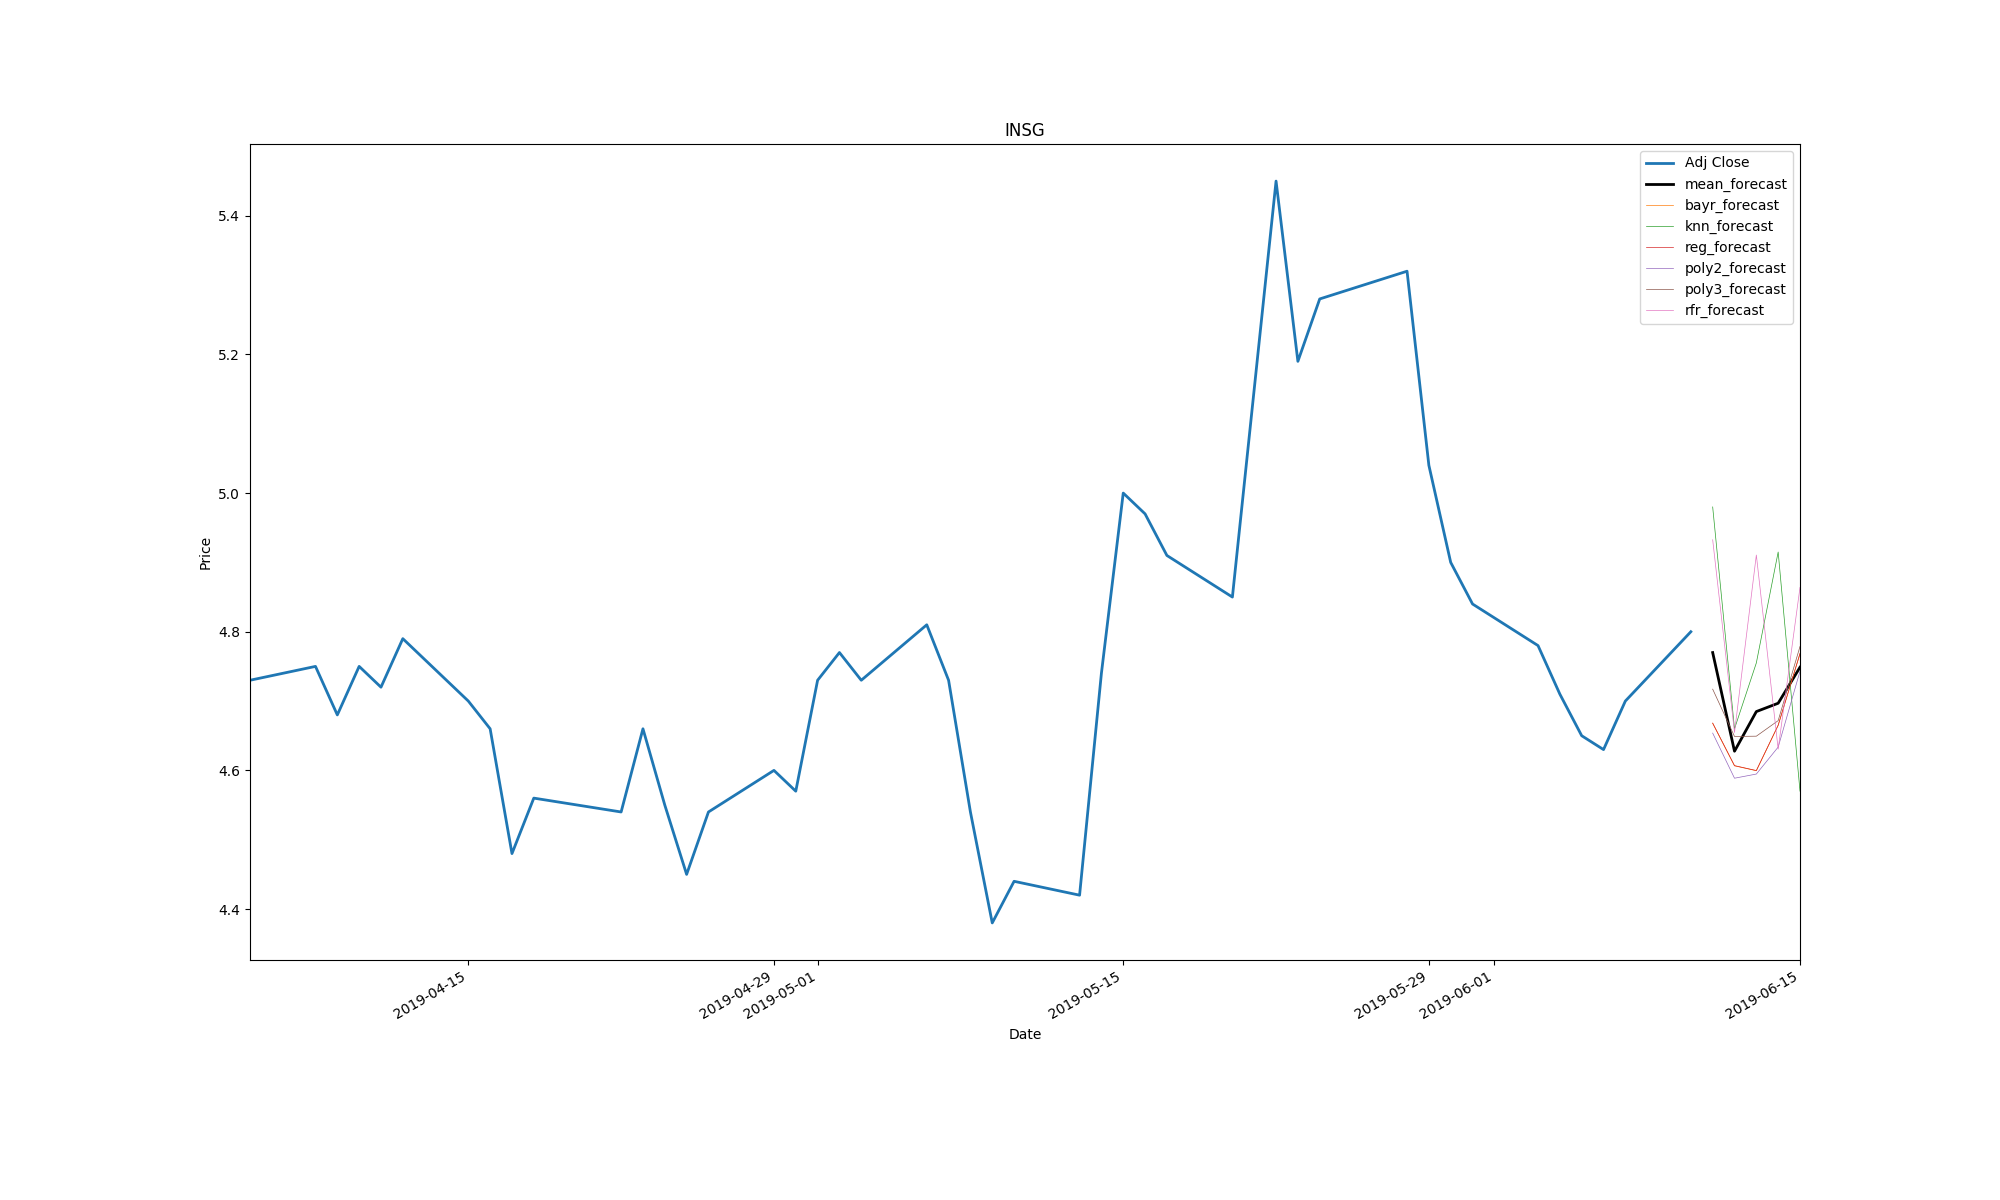 INSG
Adj Close
mean_forecast
bayr_forecast
knn_forecast
reg_forecast
poly2_forecast
poly3_forecast
rfr_forecast
5.4
5.2
5.0
4.8
4.6
4.4
Price
2019-04-15
2019-04-29
2019-05-01
2019-05-15
2019-05-29
2019-06-01
2019-06-15
Date